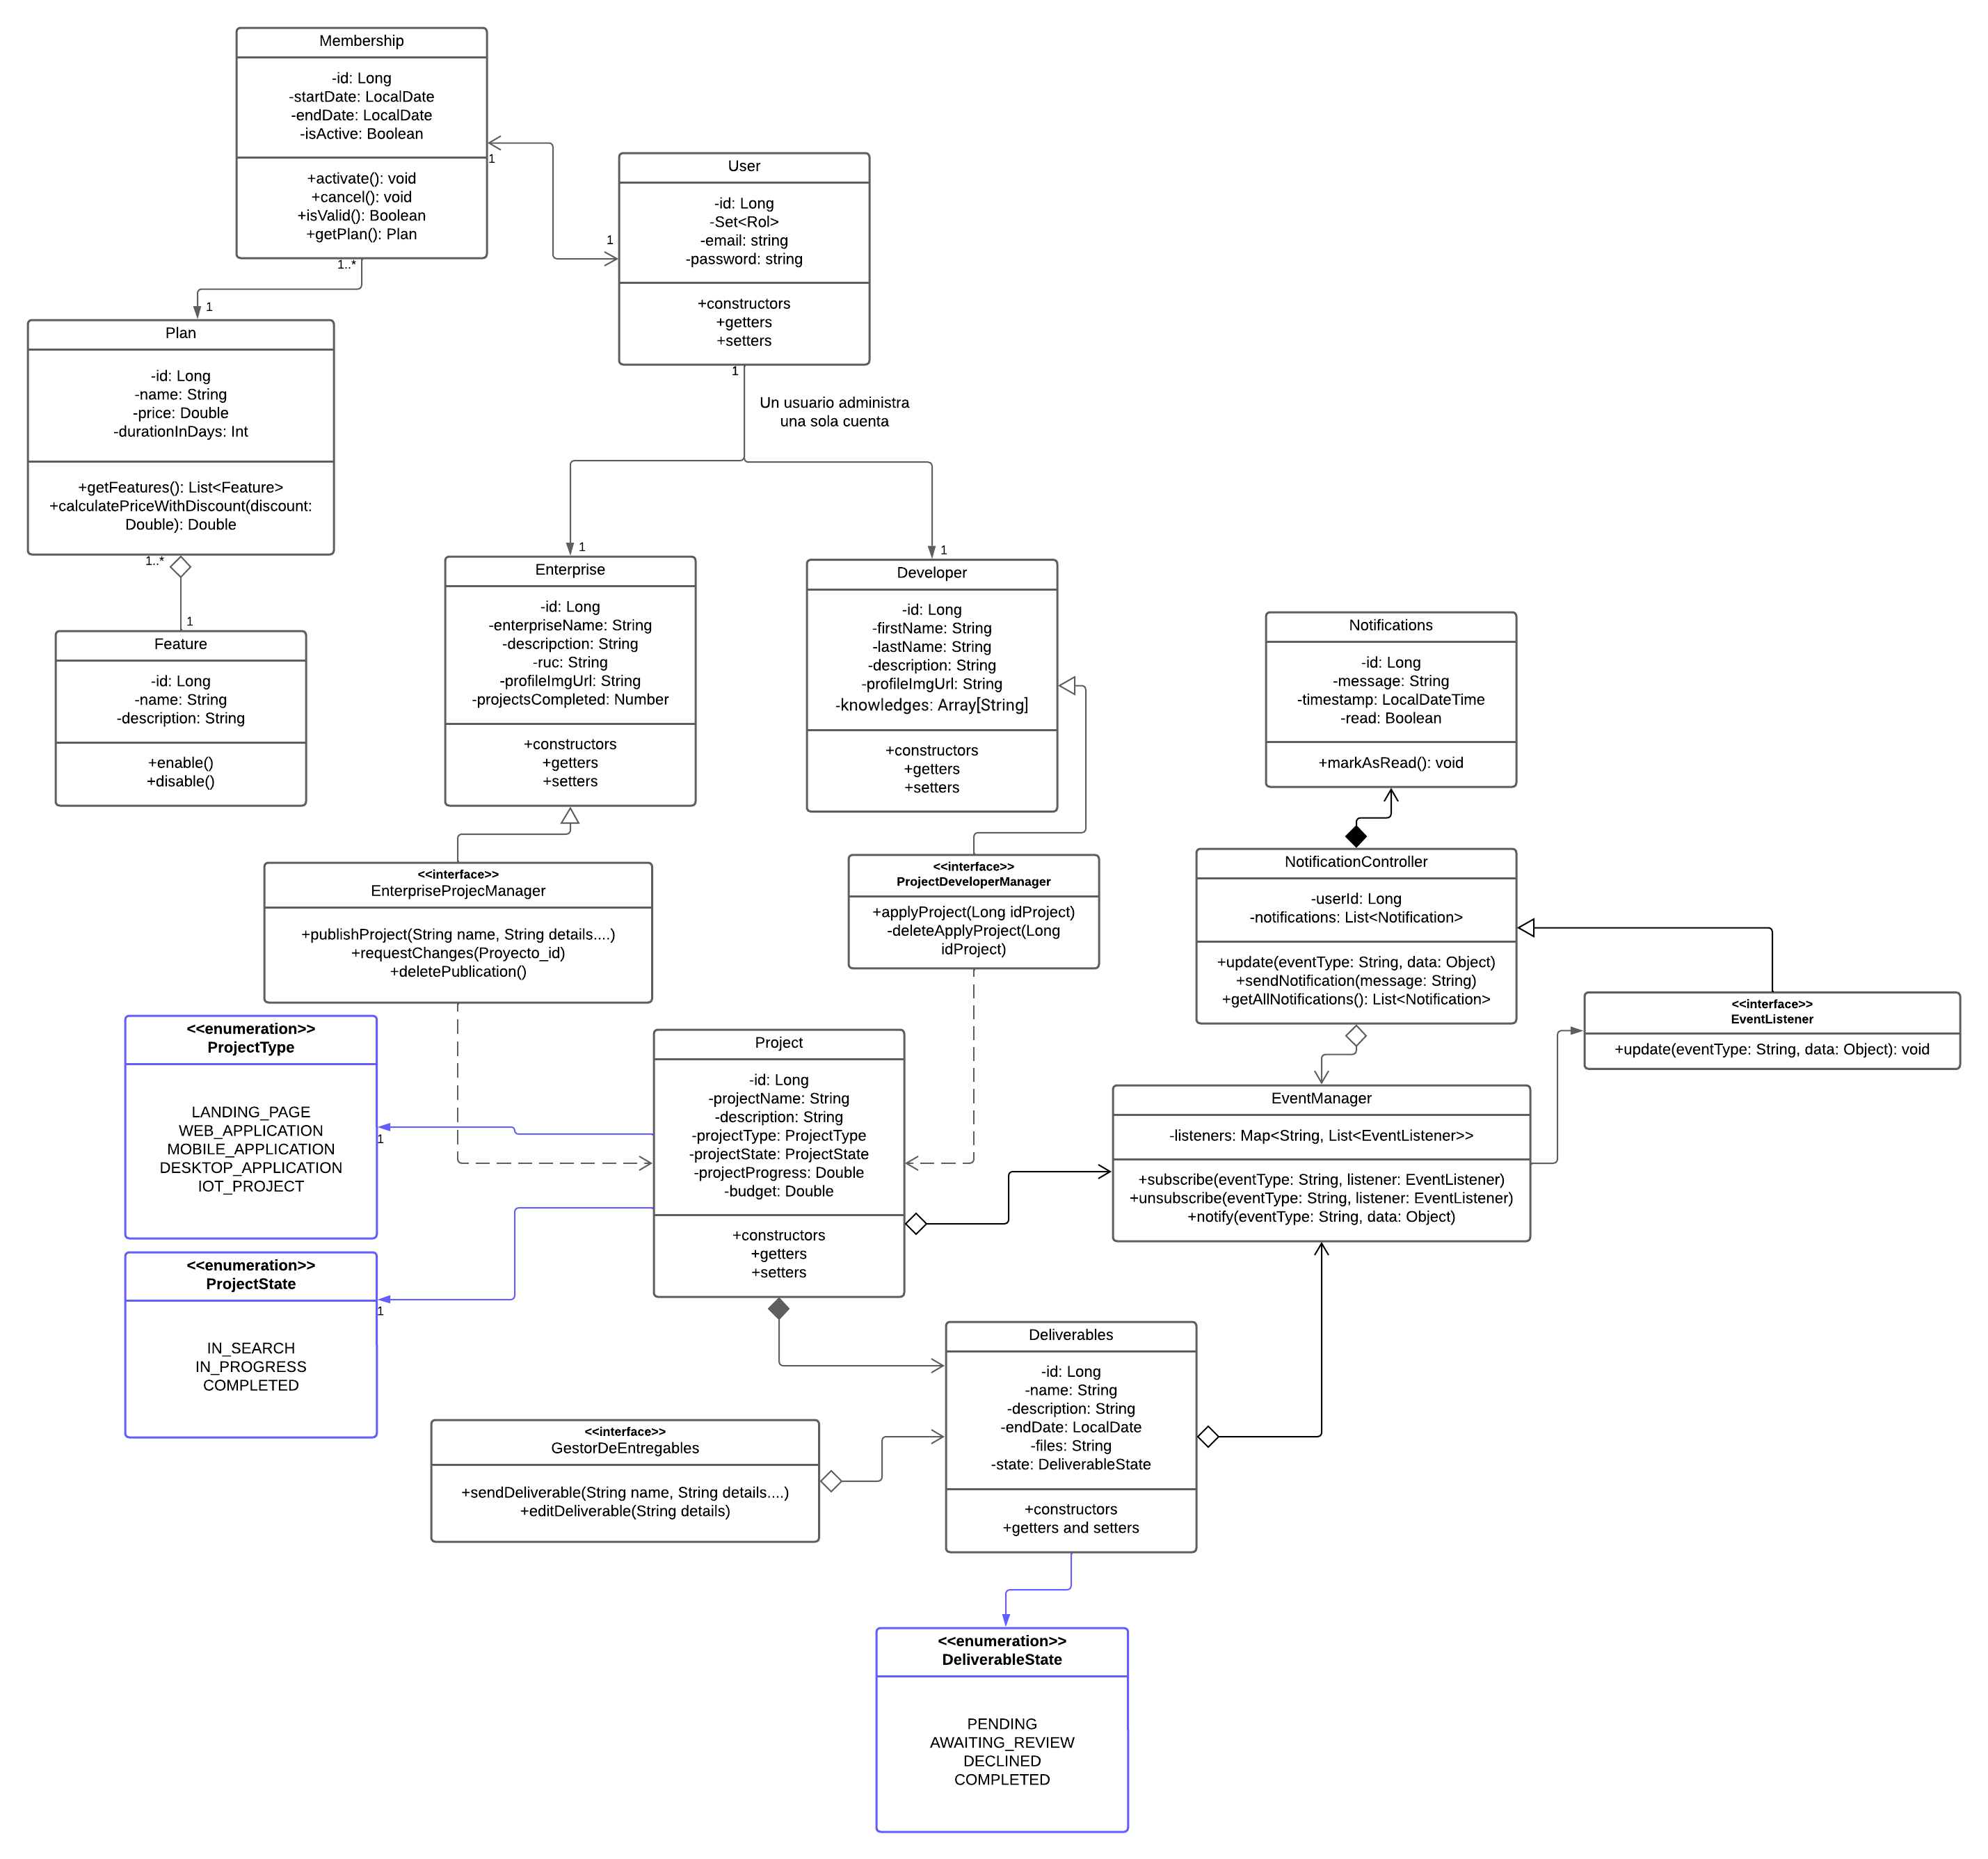 Membership
-id: Long
-startDate: LocalDate
-endDate: LocalDate
-isActive: Boolean
+activate(): void
+cancel(): void
+isValid(): Boolean
+getPlan(): Plan
1
1..*
1
User
-id: Long
-Set<Rol>
-email: string
-password: string
+constructors
+getters
+setters
1
1
Un usuario administra
una sola cuenta
Plan
-id: Long
-name: String
-price: Double
-durationInDays: Int
+getFeatures(): List<Feature>
+calculatePriceWithDiscount(discount:
Double): Double
1..*
1
Feature
-id: Long
-name: String
-description: String
+enable()
+disable()
1
Enterprise
-id: Long
-enterpriseName: String
-descripction: String
-ruc: String
-profileImgUrl: String
-projectsCompleted: Number
+constructors
+getters
+setters
1
Developer
-id: Long
-firstName: String
-lastName: String
-description: String
-profileImgUrl: String
-knowledges: Array[String]
+constructors
+getters
+setters
Notifications
-id: Long
-message: String
-timestamp: LocalDateTime
-read: Boolean
+markAsRead(): void
<<interface>>
EnterpriseProjecManager
+publishProject(String name, String details....)
+requestChanges(Proyecto_id)
+deletePublication()
<<interface>>
ProjectDeveloperManager
+applyProject(Long idProject)
-deleteApplyProject(Long
idProject)
NotificationController
-userId: Long
-notifications: List<Notification>
+update(eventType: String, data: Object)
+sendNotification(message: String)
+getAllNotifications(): List<Notification>
<<interface>>
EventListener
+update(eventType: String, data: Object): void
<<enumeration>>
ProjectType
LANDING_PAGE
WEB_APPLICATION
MOBILE_APPLICATION
DESKTOP_APPLICATION
IOT_PROJECT
1
Project
-id: Long
-projectName: String
-description: String
-projectType: ProjectType
-projectState: ProjectState
-projectProgress: Double
-budget: Double
+constructors
+getters
+setters
EventManager
-listeners: Map<String, List<EventListener>>
+subscribe(eventType: String, listener: EventListener)
+unsubscribe(eventType: String, listener: EventListener)
+notify(eventType: String, data: Object)
<<enumeration>>
ProjectState
IN_SEARCH
IN_PROGRESS
COMPLETED
1
Deliverables
-id: Long
-name: String
-description: String
-endDate: LocalDate
-files: String
-state: DeliverableState
+constructors
+getters and setters
<<interface>>
GestorDeEntregables
+sendDeliverable(String name, String details....)
+editDeliverable(String details)
<<enumeration>>
DeliverableState
PENDING
AWAITING_REVIEW
DECLINED
COMPLETED